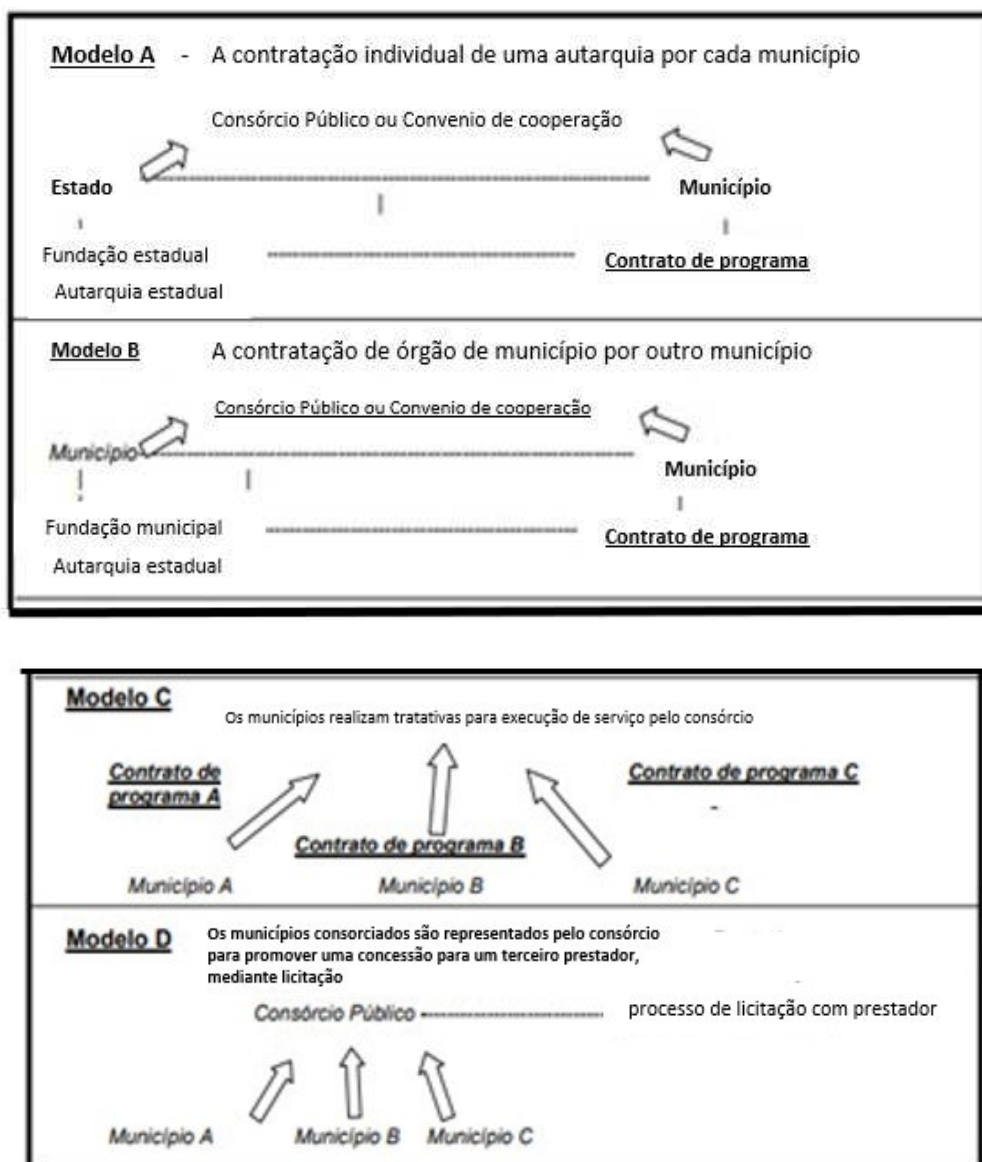 Modelo A - A contratação individual de uma autarquia por cada município
Consórcio Público ou Convenio de cooperação
Estado
Município
Fundação estadual
Contrato de programa
Autarquia estadual
Modelo B A contratação de órgão de município por outro município
Consórcio Público ou Convenio de cooperação
Município
Município
Fundação municipal
Contrato de programa
Autarquia estadual
Modelo C
Os municípios realizam tratativas para execução de serviço pelo consórcio
Contrato de
programa A
Contrato de programa C
-
Contrato de programa B
Município A Município B Município C
Modelo D
Os municípios consorciados são representados pelo consórcio
para promover uma concessão para um terceiro prestador,
mediante licitação
Consórcio Público
processo de licitação com prestador
Município A Município B Município C